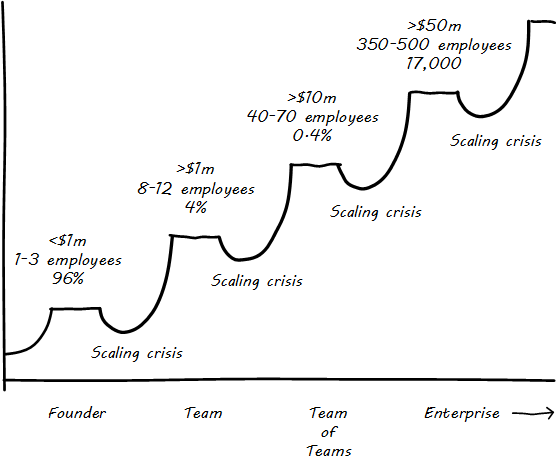 >$50m
350-500 employees
17,000
Scaling crisis
>$10m
40-70 employees
0.4%
Scaling crisis
>$1m
8-12 employees
4%
Scaling crisis
<$1m
1-3 employees
96%
Scaling crisis
Founder
Team
Team
of
Teams
Enterprise